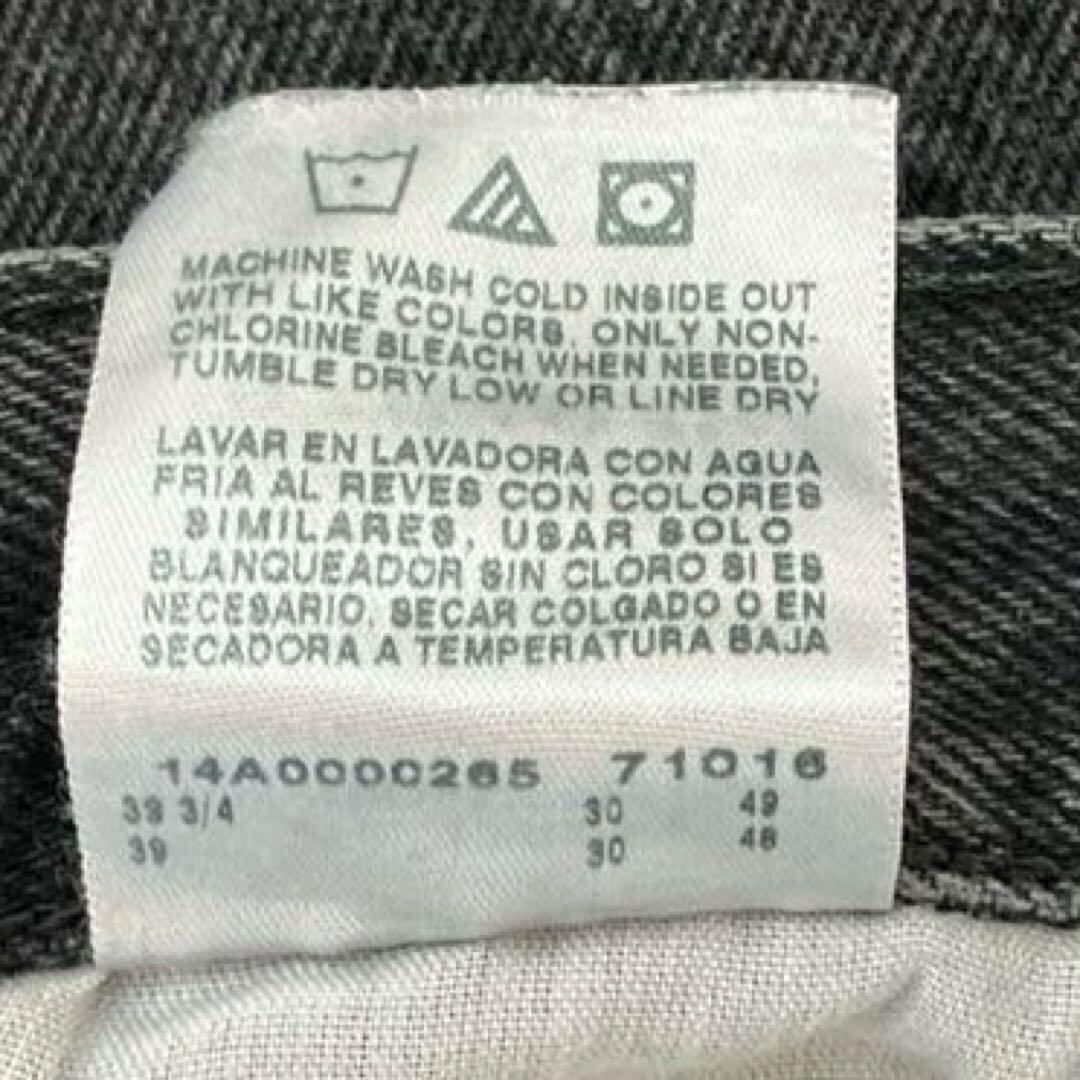 MACHINE WASH COLD INSIDE OUT
WITH LIKE COLORS, ONLY NON-
CHLORINE BLEACH WHEN NEEDED,
TUMBLE DRY LOW OR LINE DRY
LAVAR EN LAVADORA CON AGUA
FRIA AL REVES CON COLORES
SIMILARES, USAR SOLO
BLANQUEADOR SIN CLORO SI ES
NECESARIO. SECAR COLGADO O EN
SECADORA A TEMPERATURA BAJA
14A0000265 71016
39 3/4 30 49
39 30 48